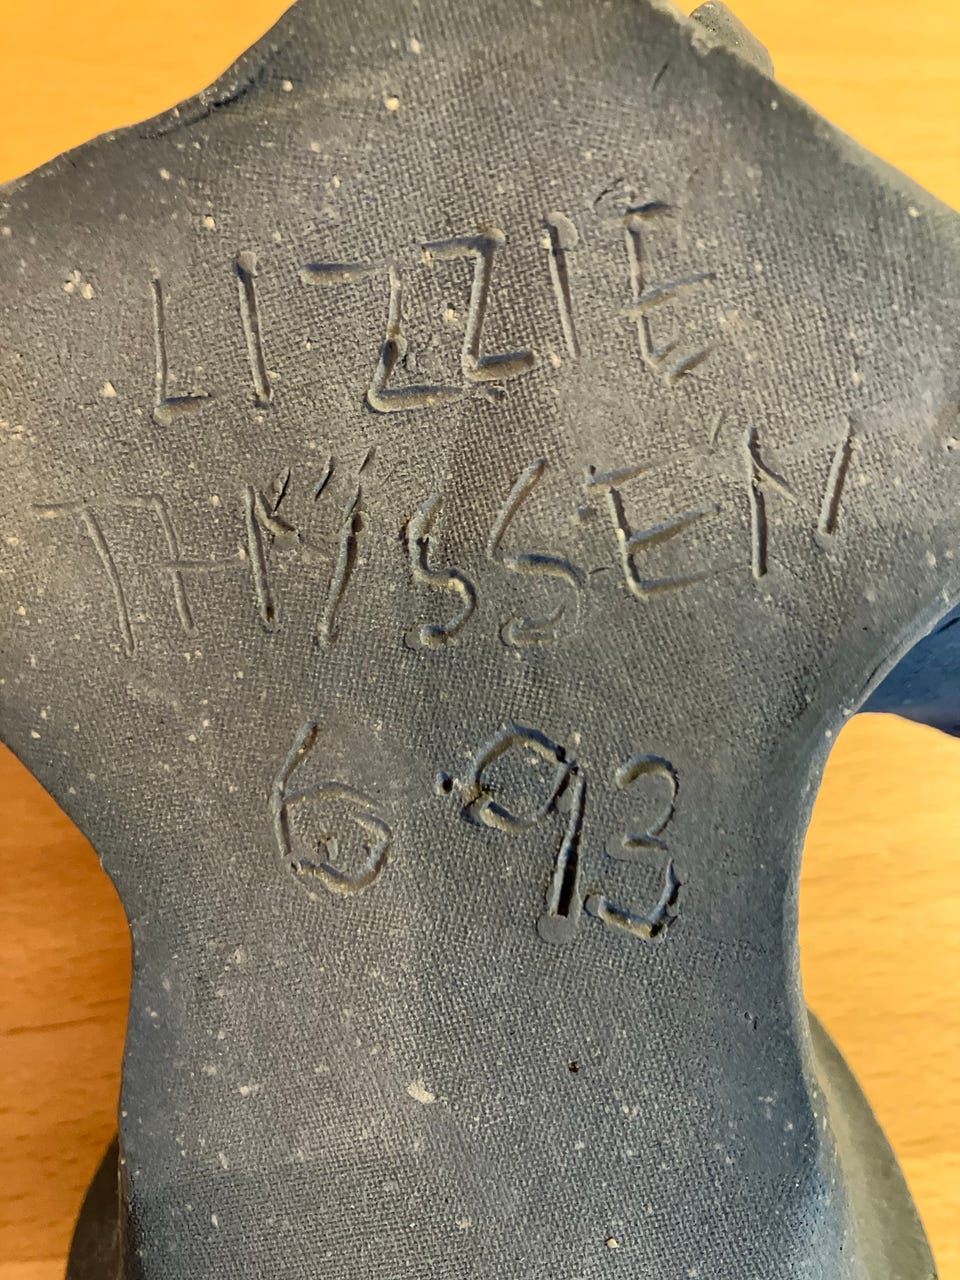 LIZZIE
THYSSEN
6.93